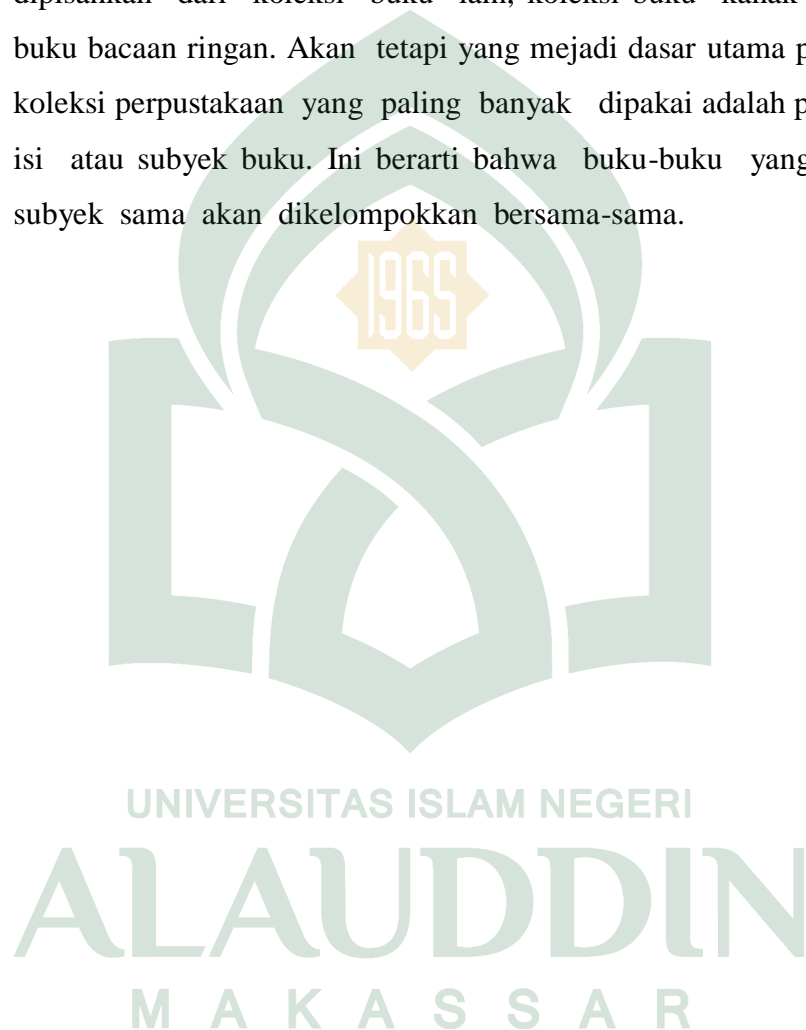 dipisahkan dari koleksi buku lain, koleksi buku kanak
buku bacaan ringan. Akan tetapi yang mejadi dasar utama p
koleksi perpustakaan yang paling banyak dipakai adalah p
isi atau subyek buku. Ini berarti bahwa buku-buku yang
subyek sama akan dikelompokkan bersama-sama.
1965
UNIVERSITAS ISLAM NEGERI
ALAUDDIN
MAKASSAR